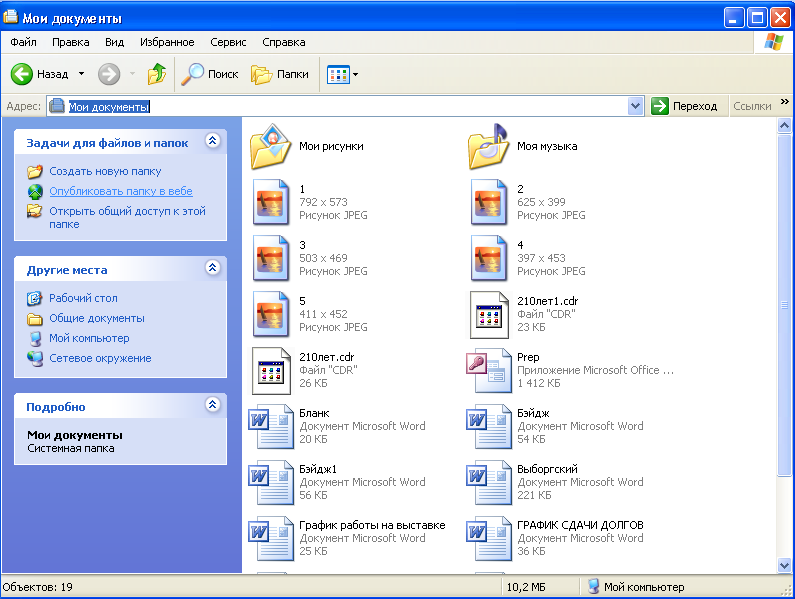 Мои документы
Файл Правка Вид Избранное Сервис Справка
Назад Поиск Папки
Адрес: Мои документы Переход Ссылки »
Задачи для файлов и папок
Создать новую папку
Опубликовать папку в вебе
Открыть общий доступ к этой
папке
Другие места
Рабочий стол
Общие документы
Мой компьютер
Сетевое окружение
Подробно
Мои документы
Системная папка
Мои рисунки
Моя музыка
1
792 x 573
Рисунок JPEG
2
625 x 399
Рисунок JPEG
3
503 x 469
Рисунок JPEG
4
397 x 453
Рисунок JPEG
5
411 x 452
Рисунок JPEG
210лет1.cdr
Файл "CDR"
23 КБ
210лет.cdr
Файл "CDR"
26 КБ
Prep
Приложение Microsoft Office ...
1 412 КБ
Бланк
Документ Microsoft Word
20 КБ
Бэйдж
Документ Microsoft Word
54 КБ
Бэйдж1
Документ Microsoft Word
56 КБ
Выборгский
Документ Microsoft Word
221 КБ
График работы на выставке
Документ Microsoft Word
25 КБ
ГРАФИК СДАЧИ ДОЛГОВ
Документ Microsoft Word
36 КБ
Объектов: 19 10,2 МБ Мой компьютер